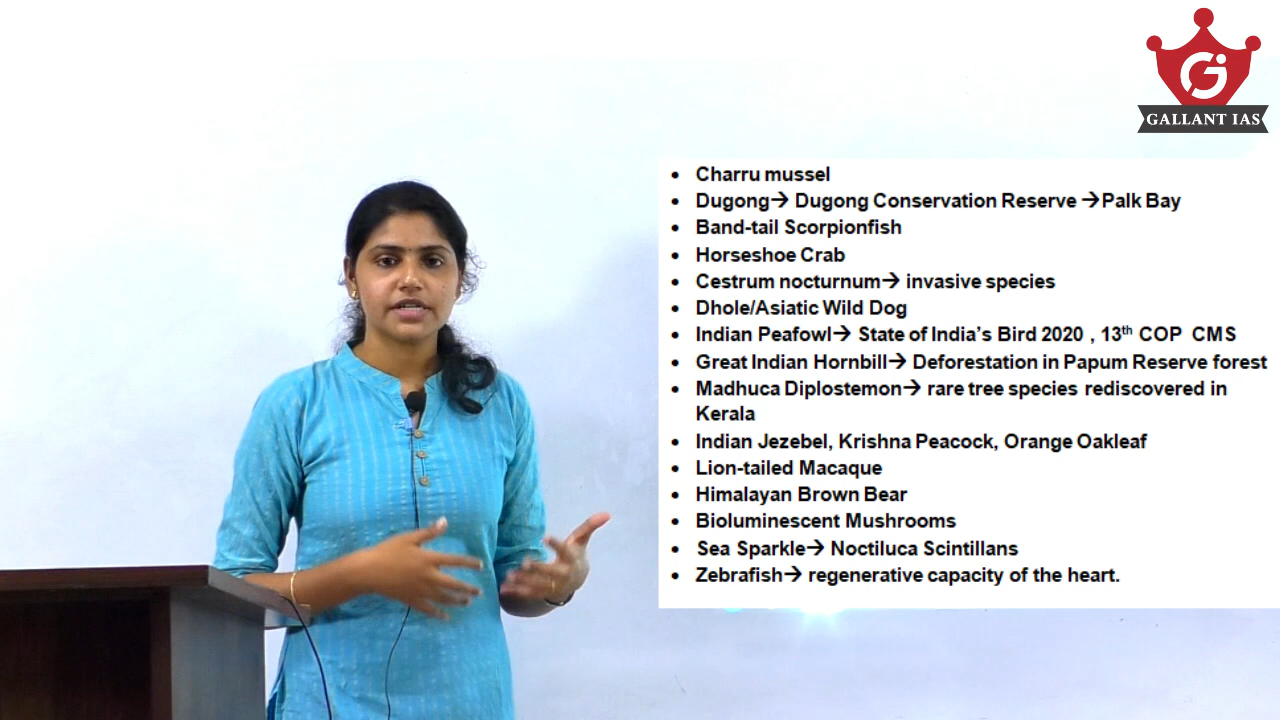 GALLANT IAS
• Charru mussel
• Dugong→ Dugong Conservation Reserve →Palk Bay
• Band-tail Scorpionfish
• Horseshoe Crab
• Cestrum nocturnum→ invasive species
• Dhole/Asiatic Wild Dog
• Indian Peafowl→ State of India's Bird 2020 , 13th COP CMS
• Great Indian Hornbill→ Deforestation in Papum Reserve forest
• Madhuca Diplostemon→ rare tree species rediscovered in
Kerala
• Indian Jezebel, Krishna Peacock, Orange Oakleaf
• Lion-tailed Macaque
• Himalayan Brown Bear
• Bioluminescent Mushrooms
• Sea Sparkle→ Noctiluca Scintillans
• Zebrafish→ regenerative capacity of the heart.